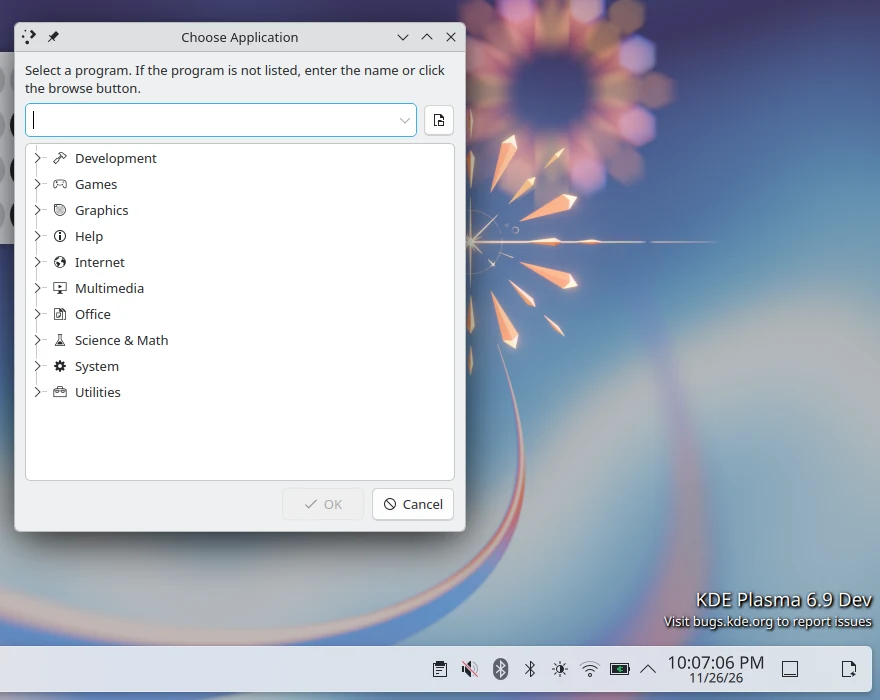 Choose Application
Select a program. If the program is not listed, enter the name or click
the browse button.
Development
Games
Graphics
Help
Internet
Multimedia
Office
Science & Math
System
Utilities
OK
Cancel
KDE Plasma 6.9 Dev
Visit bugs.kde.org to report issues
10:07:06 PM
11/26/26